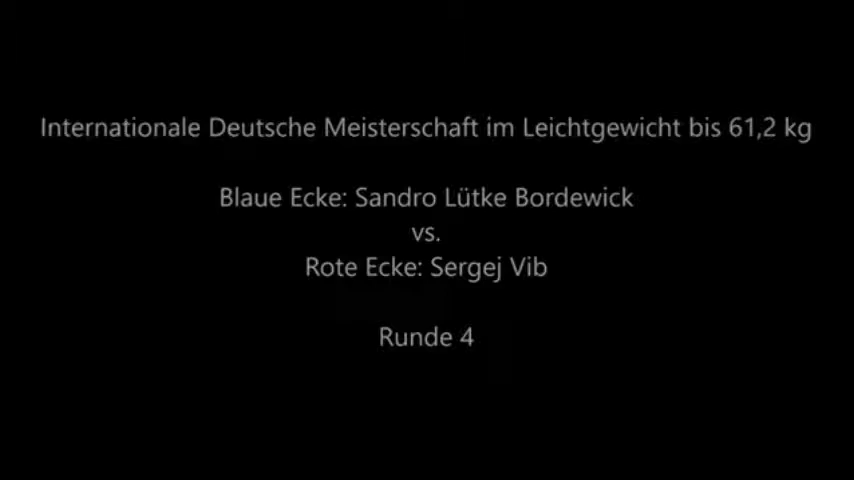 Internationale Deutsche Meisterschaft im Leichtgewicht bis 61,2 kg
Blaue Ecke: Sandro Lütke Bordewick
vs.
Rote Ecke: Sergej Vib
Runde 4